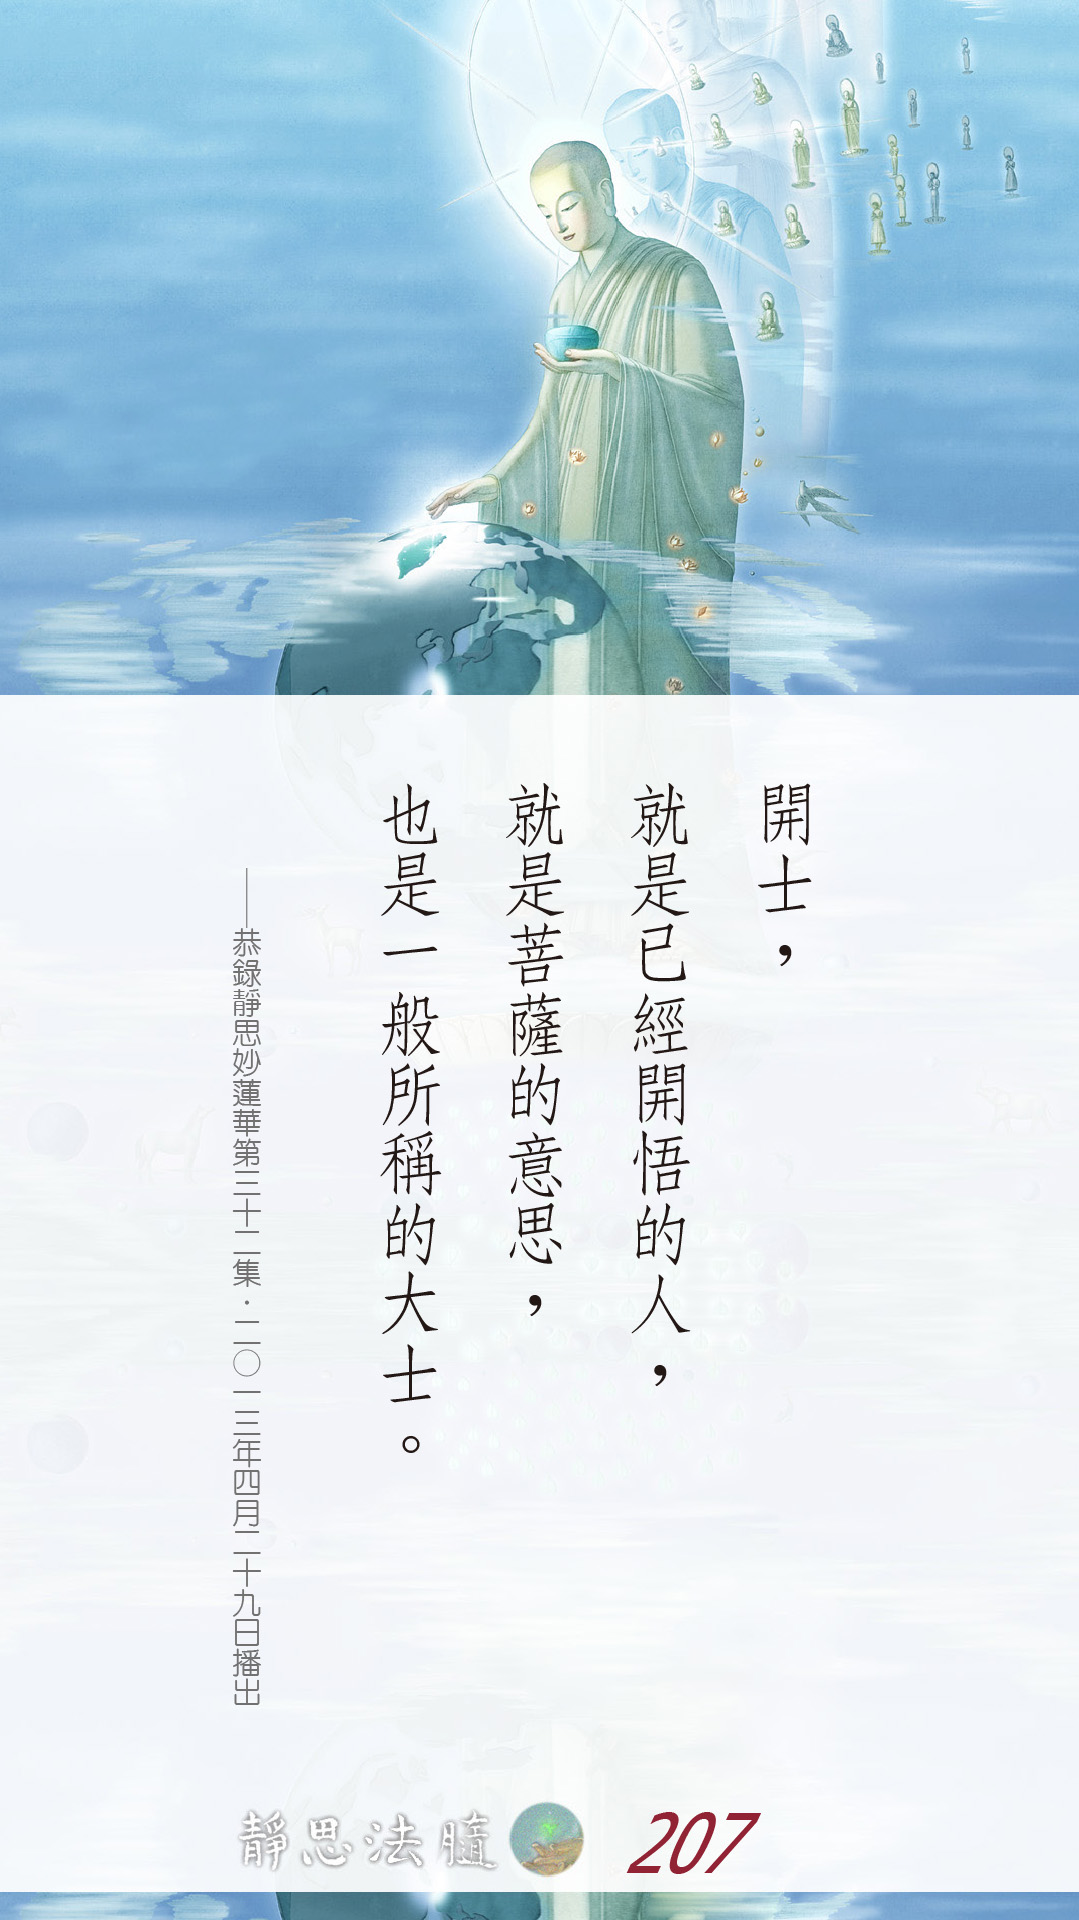 開士，
就是已經開悟的人，
就是菩薩的意思，
也是一般所稱的大士。
──恭錄靜思妙蓮華第三十二集．二〇一三年四月二十九日播出
靜思法髓
207